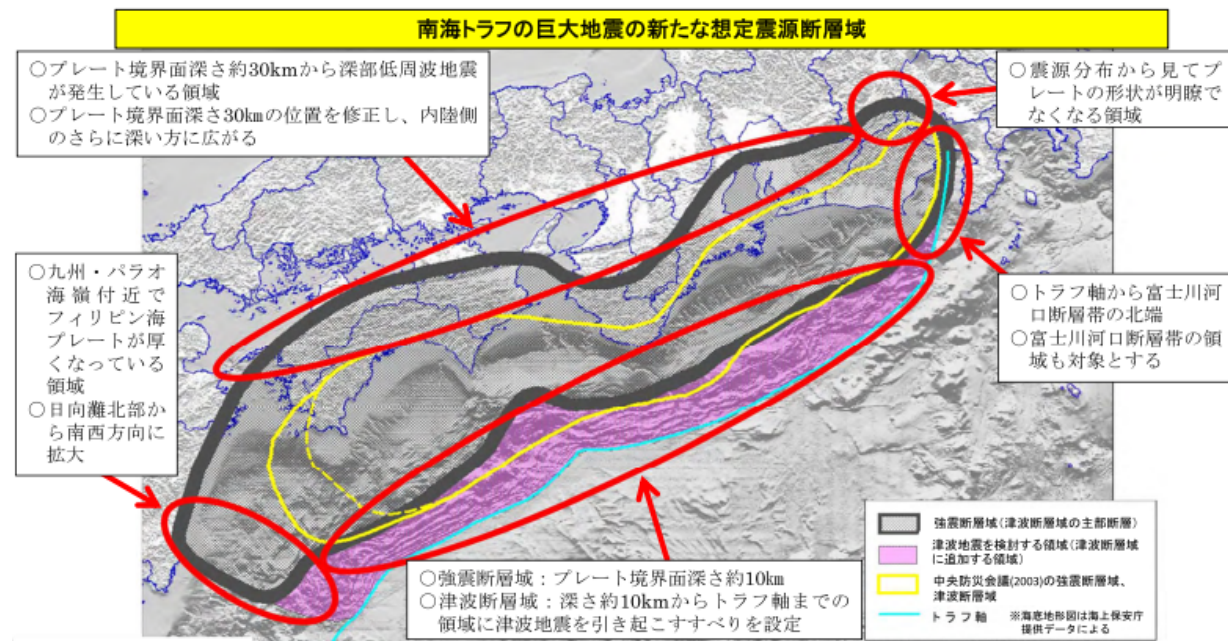 南海トラフの巨大地震の新たな想定震源断層域
○プレート境界面深さ約30kmから深部低周波地震
が発生している領域
○プレート境界面深さ30kmの位置を修正し、内陸側
のさらに深い方に広がる
○震源分布から見てプ
レートの形状が明瞭で
なくなる領域
○九州・パラオ
海嶺付近で
フィリピン海
プレートが厚
くなっている
領域
○日向灘北部か
ら南西方向に
拡大
○トラフ軸から富士川河
口断層帯の北端
○富士川河口断層帯の領
域も対象とする
○強震断層域：プレート境界面深さ約10km
○津波断層域：深さ約10kmからトラフ軸までの
領域に津波地震を引き起こすすべりを設定
強震断層域(津波断層域の主部断層)
津波地震を検討する領域(津波断層域
に追加する領域)
中央防災会議(2003)の強震断層域、
津波断層域
トラフ軸 ※海底地形図は海上保安庁
提供データによる